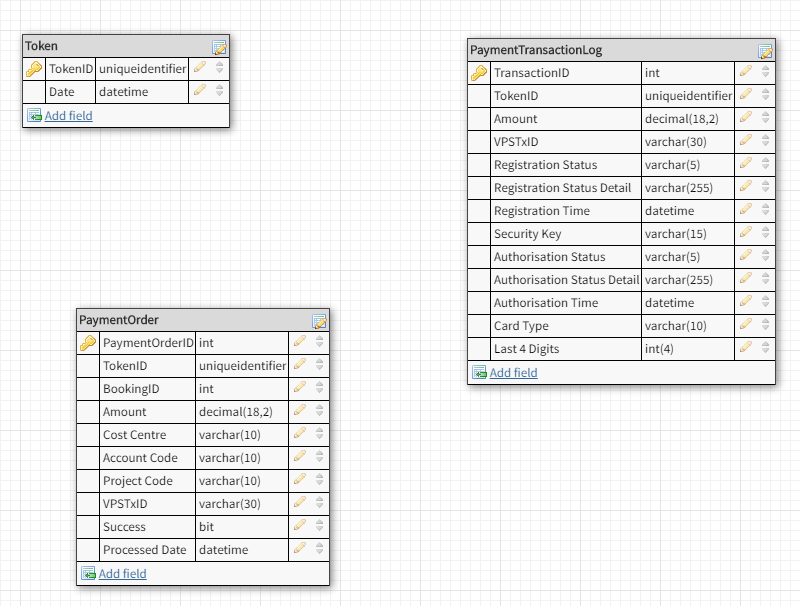 Token
TokenID uniqueidentifier
Date datetime
Add field
PaymentTransactionLog
TransactionID int
TokenID uniqueidentifier
Amount decimal(18,2)
VPSTxID varchar(30)
Registration Status varchar(5)
Registration Status Detail varchar(255)
Registration Time datetime
Security Key varchar(15)
Authorisation Status varchar(5)
Authorisation Status Detail varchar(255)
Authorisation Time datetime
Card Type varchar(10)
Last 4 Digits int(4)
Add field
PaymentOrder
PaymentOrderID int
TokenID uniqueidentifier
BookingID int
Amount decimal(18,2)
Cost Centre varchar(10)
Account Code varchar(10)
Project Code varchar(10)
VPSTxID varchar(30)
Success bit
Processed Date datetime
Add field